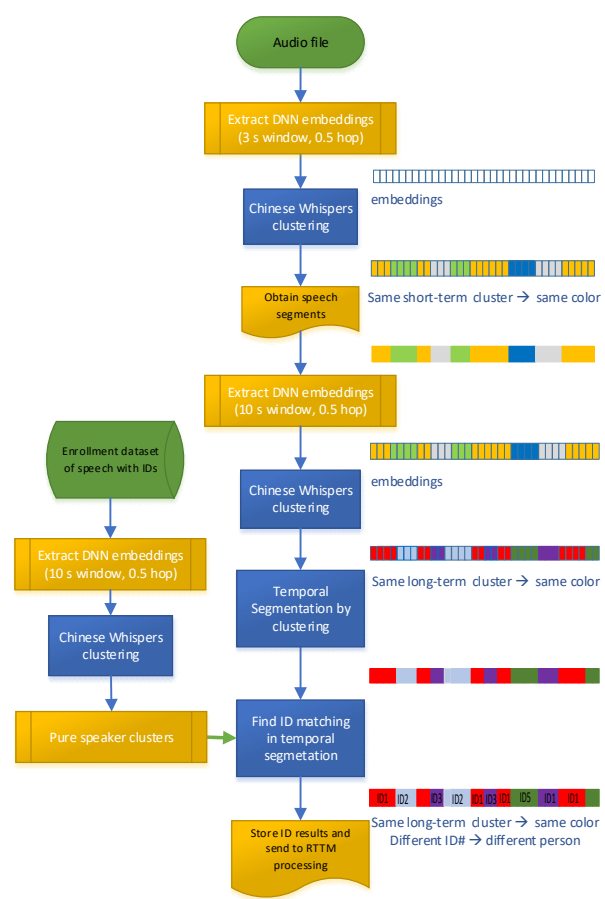 Audio file
Extract DNN embeddings
(3 s window, 0.5 hop)
embeddings
Chinese Whispers
clustering
Same short-term cluster → same color
Obtain speech
segments
Extract DNN embeddings
(10 s window, 0.5 hop)
Enrollment dataset
of speech with IDs
embeddings
Chinese Whispers
clustering
Extract DNN embeddings
(10 s window, 0.5 hop)
Same long-term cluster → same color
Temporal
Segmentation by
clustering
Chinese Whispers
clustering
Pure speaker clusters
Find ID matching
in temporal
segmetation
ID1 ID2 ID3 ID2 ID1 ID3 ID1 ID5 ID1 ID1
Same long-term cluster → same color
Different ID# → different person
Store ID results and
send to RTTM
processing